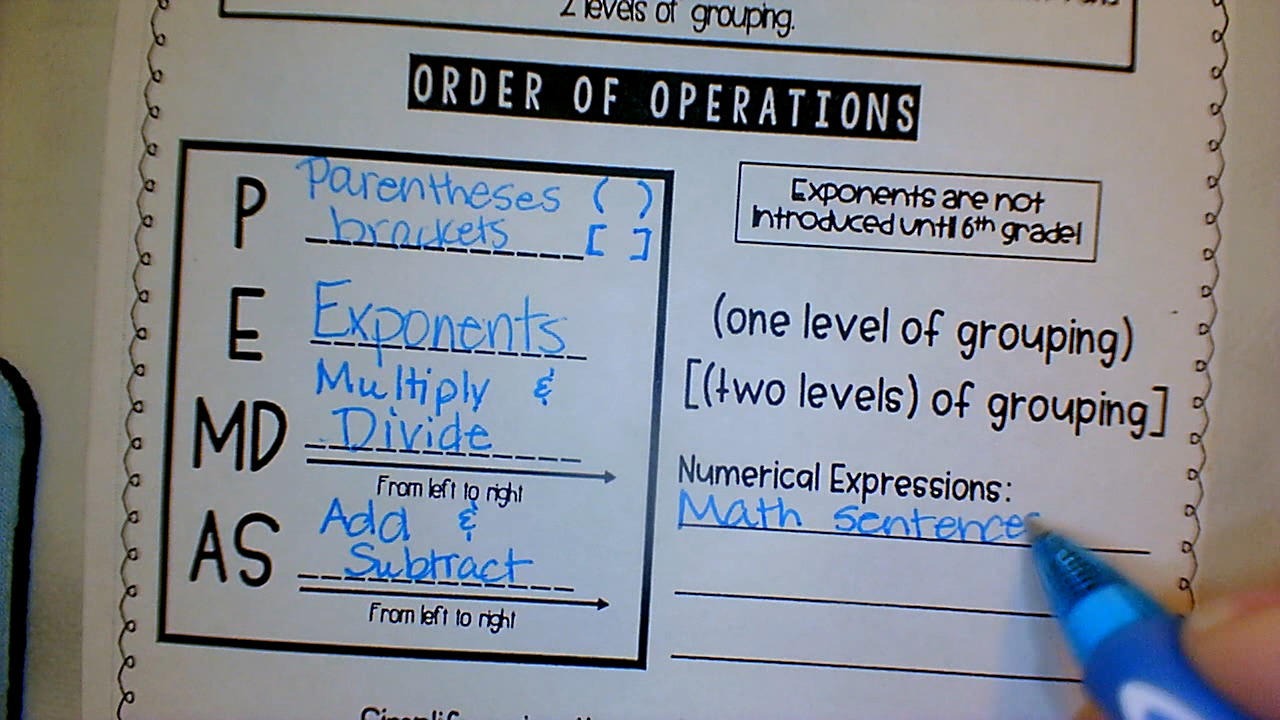 2 levels of grouping.
ORDER OF OPERATIONS
P Parentheses ( )
brackets [ ]
E Exponents
MD Multiply &
Divide
From left to right
AS Add &
Subtract
From left to right
Exponents are not
introduced until 6th grade!
(one level of grouping)
[(two levels) of grouping]
Numerical Expressions:
Math sentences